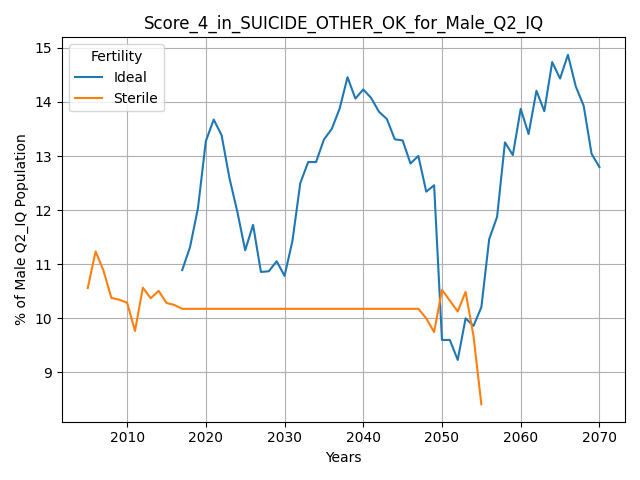 Score_4_in_SUICIDE_OTHER_OK_for_Male_Q2_IQ
Fertility
Ideal
Sterile
% of Male Q2_IQ Population
15
14
13
12
11
10
9
2010 2020 2030 2040 2050 2060 2070
Years